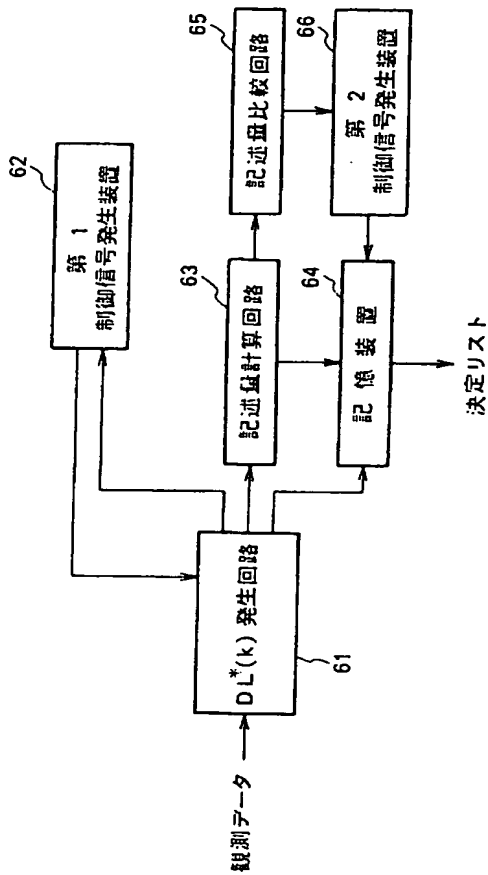 観測データ
DL*(k) 発生回路
61
62
第 1
制御信号発生装置
63
記述量計算回路
65
記述量比較回路
64
記憶装置
66
第 2
制御信号発生装置
決定リスト